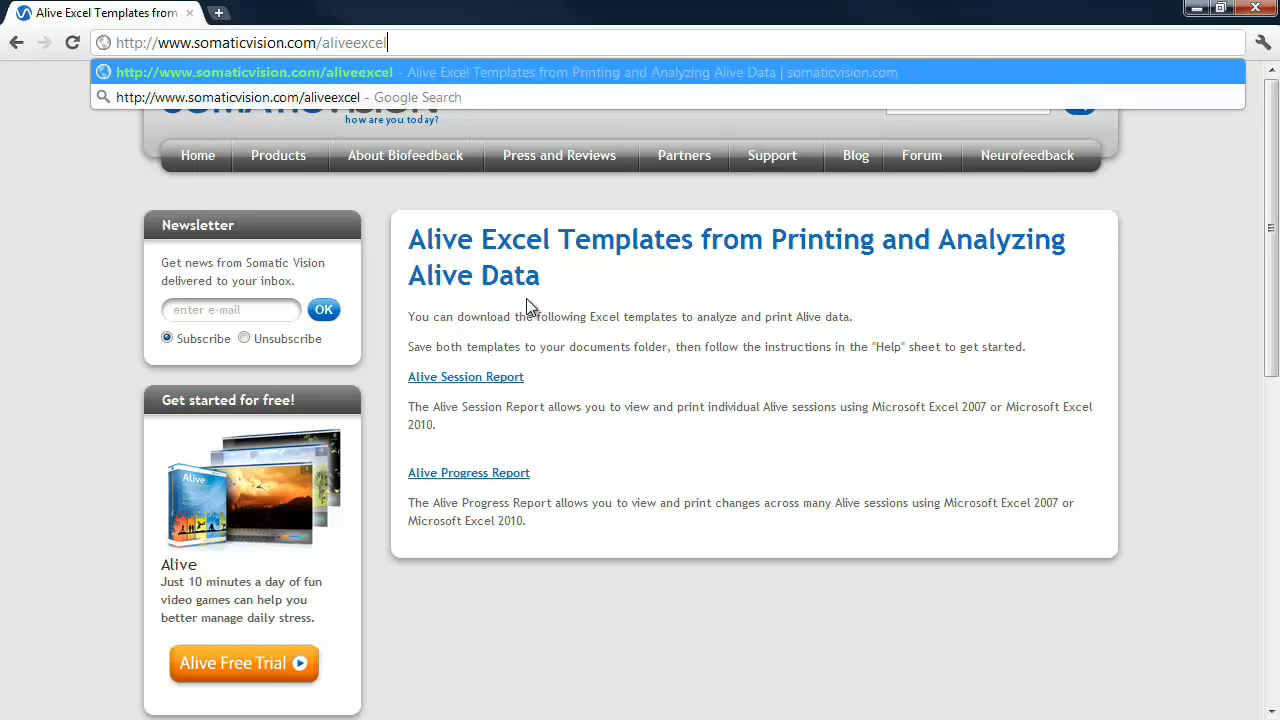 Alive Excel Templates from
http://www.somaticvision.com/aliveexcel
http://www.somaticvision.com/aliveexcel - Alive Excel Templates from Printing and Analyzing Alive Data | somaticvision.com
http://www.somaticvision.com/aliveexcel - Google Search
how are you today?
Home Products About Biofeedback Press and Reviews Partners Support Blog Forum Neurofeedback
Newsletter
Get news from Somatic Vision
delivered to your inbox.
enter e-mail OK
Subscribe Unsubscribe
Get started for free!
Alive
Alive
Just 10 minutes a day of fun
video games can help you
better manage daily stress.
Alive Free Trial
Alive Excel Templates from Printing and Analyzing
Alive Data
You can download the following Excel templates to analyze and print Alive data.
Save both templates to your documents folder, then follow the instructions in the "Help" sheet to get started.
Alive Session Report
The Alive Session Report allows you to view and print individual Alive sessions using Microsoft Excel 2007 or Microsoft Excel
2010.
Alive Progress Report
The Alive Progress Report allows you to view and print changes across many Alive sessions using Microsoft Excel 2007 or
Microsoft Excel 2010.